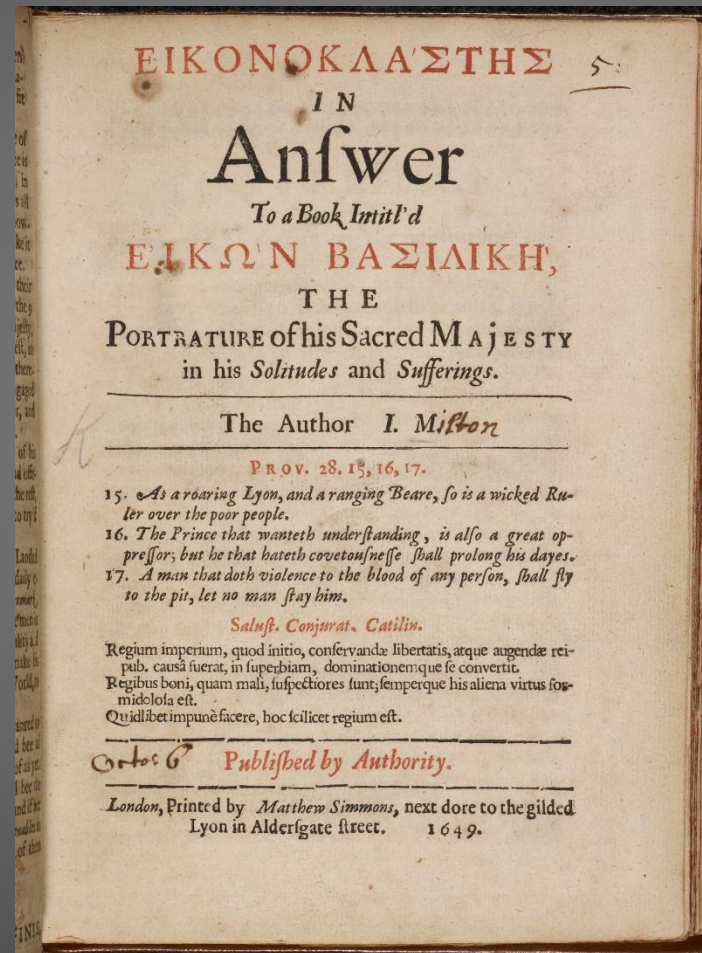 ΕΙΚΟΝΟΚΛΑ'ΣΤΗΣ
5
IN
Anſwer
To a Book Intitl'd
Ε'ΙΚΩ'Ν ΒΑΣΙΛΙΚΗ',
THE
PORTRATURE of his Sacred MAJESTY
in his Solitudes and Sufferings.
The Author I. Milton
K
PROV. 28. 15, 16, 17.
15. As a roaring Lyon, and a ranging Beare, ſo is a wicked Ru-
ler over the poor people.
16. The Prince that wanteth underſtanding, is alſo a great op-
preſſor; but he that hateth covetouſneſſe ſhall prolong his dayes.
17. A man that doth violence to the blood of any perſon, ſhall fly
to the pit, let no man ſtay him.
Saluſt. Conjurat. Catilin.
Regium imperium, quod initio, conſervandæ libertatis, atque augendæ rei-
pub. causâ fuerat, in ſuperbiam, dominationemque ſe convertit.
Regibus boni, quam mali, ſuſpectiores ſunt; ſemperque his aliena virtus for-
midoloſa eſt.
Quidlibet impunè facere, hoc ſcilicet regium eſt.
Octob: 6 Publiſhed by Authority.
London, Printed by Matthew Simmons, next dore to the gilded
Lyon in Alderſgate ſtreet. 1649.
FINIS